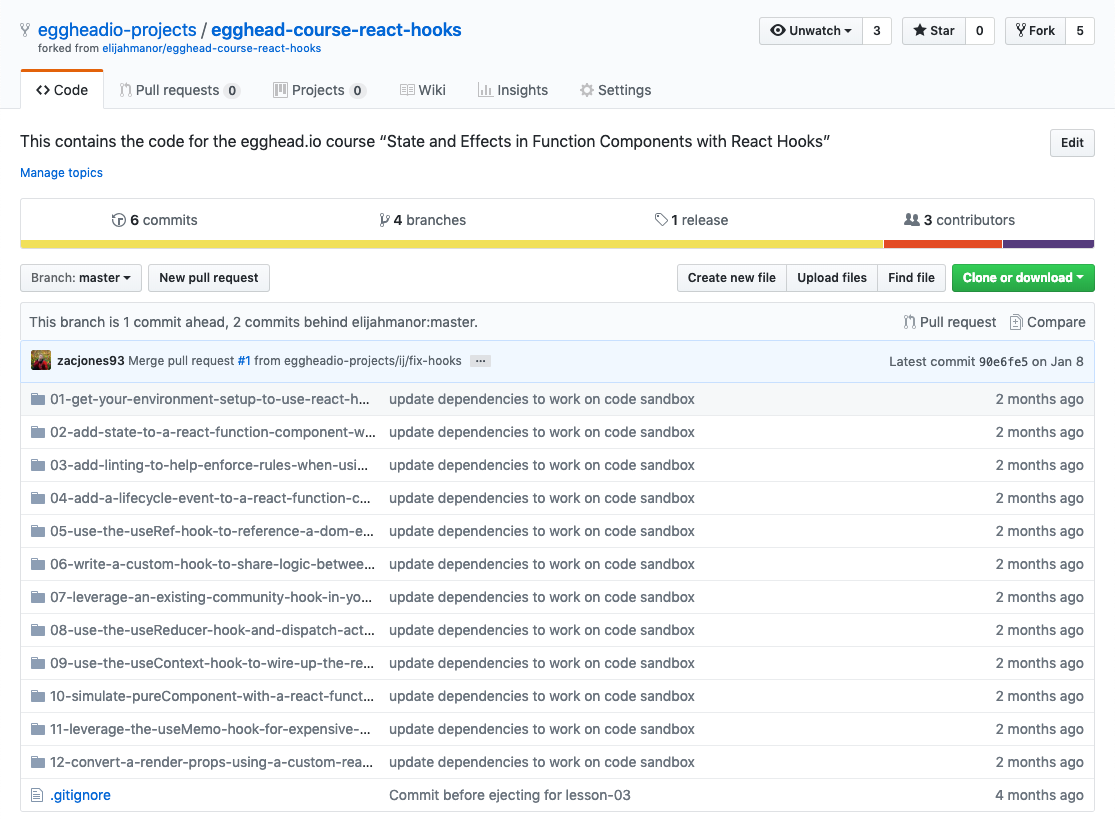 eggheadio-projects / egghead-course-react-hooks
forked from elijahmanor/egghead-course-react-hooks
Unwatch 3 Star 0 Fork 5
Code Pull requests 0 Projects 0 Wiki Insights Settings
This contains the code for the egghead.io course “State and Effects in Function Components with React Hooks”
Edit
Manage topics
6 commits 4 branches 1 release 3 contributors
Branch: master New pull request Create new file Upload files Find file Clone or download
This branch is 1 commit ahead, 2 commits behind elijahmanor:master. Pull request Compare
zacjones93 Merge pull request #1 from eggheadio-projects/ij/fix-hooks ... Latest commit 90e6fe5 on Jan 8
01-get-your-environment-setup-to-use-react-h... update dependencies to work on code sandbox 2 months ago
02-add-state-to-a-react-function-component-w... update dependencies to work on code sandbox 2 months ago
03-add-linting-to-help-enforce-rules-when-usi... update dependencies to work on code sandbox 2 months ago
04-add-a-lifecycle-event-to-a-react-function-c... update dependencies to work on code sandbox 2 months ago
05-use-the-useRef-hook-to-reference-a-dom-e... update dependencies to work on code sandbox 2 months ago
06-write-a-custom-hook-to-share-logic-betwee... update dependencies to work on code sandbox 2 months ago
07-leverage-an-existing-community-hook-in-yo... update dependencies to work on code sandbox 2 months ago
08-use-the-useReducer-hook-and-dispatch-act... update dependencies to work on code sandbox 2 months ago
09-use-the-useContext-hook-to-wire-up-the-re... update dependencies to work on code sandbox 2 months ago
10-simulate-pureComponent-with-a-react-funct... update dependencies to work on code sandbox 2 months ago
11-leverage-the-useMemo-hook-for-expensive-... update dependencies to work on code sandbox 2 months ago
12-convert-a-render-props-using-a-custom-rea... update dependencies to work on code sandbox 2 months ago
.gitignore Commit before ejecting for lesson-03 4 months ago